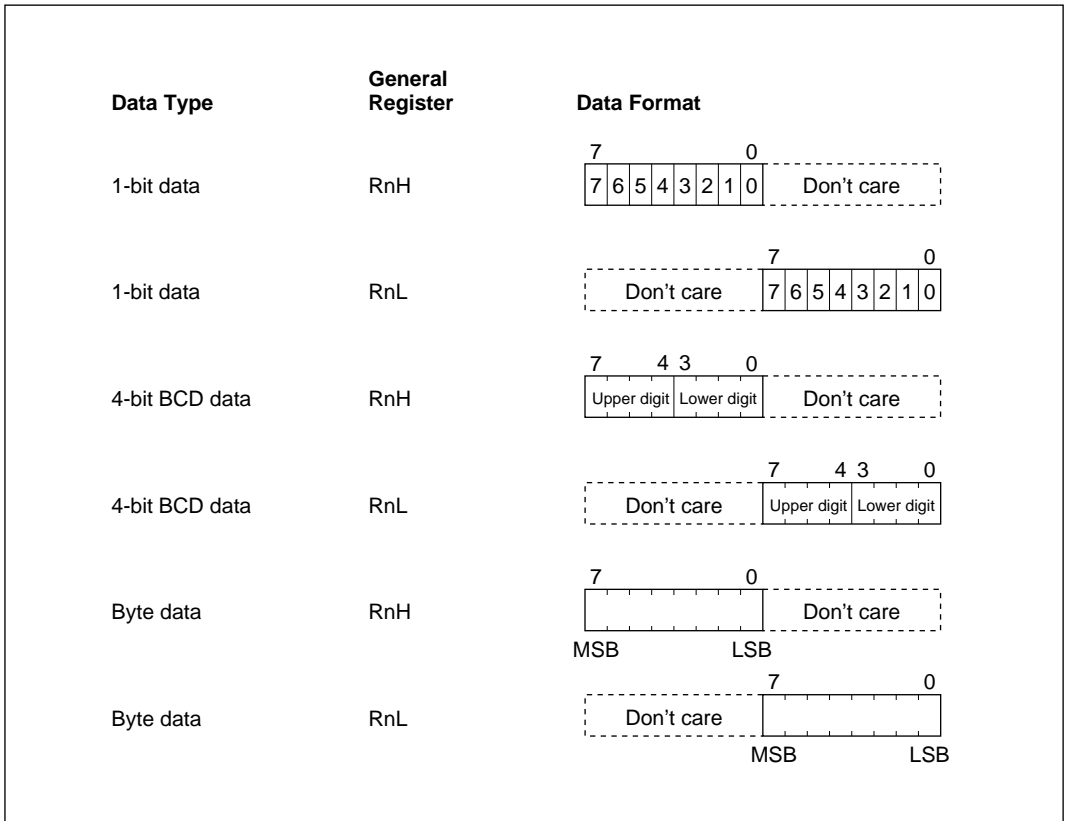 General
Data Type Register Data Format
7 0
1-bit data RnH 7 6 5 4 3 2 1 0 Don't care
7 0
1-bit data RnL Don't care 7 6 5 4 3 2 1 0
7 4 3 0
4-bit BCD data RnH Upper digit Lower digit Don't care
7 4 3 0
4-bit BCD data RnL Don't care Upper digit Lower digit
7 0
Byte data RnH Don't care
MSB LSB
7 0
Byte data RnL Don't care
MSB LSB